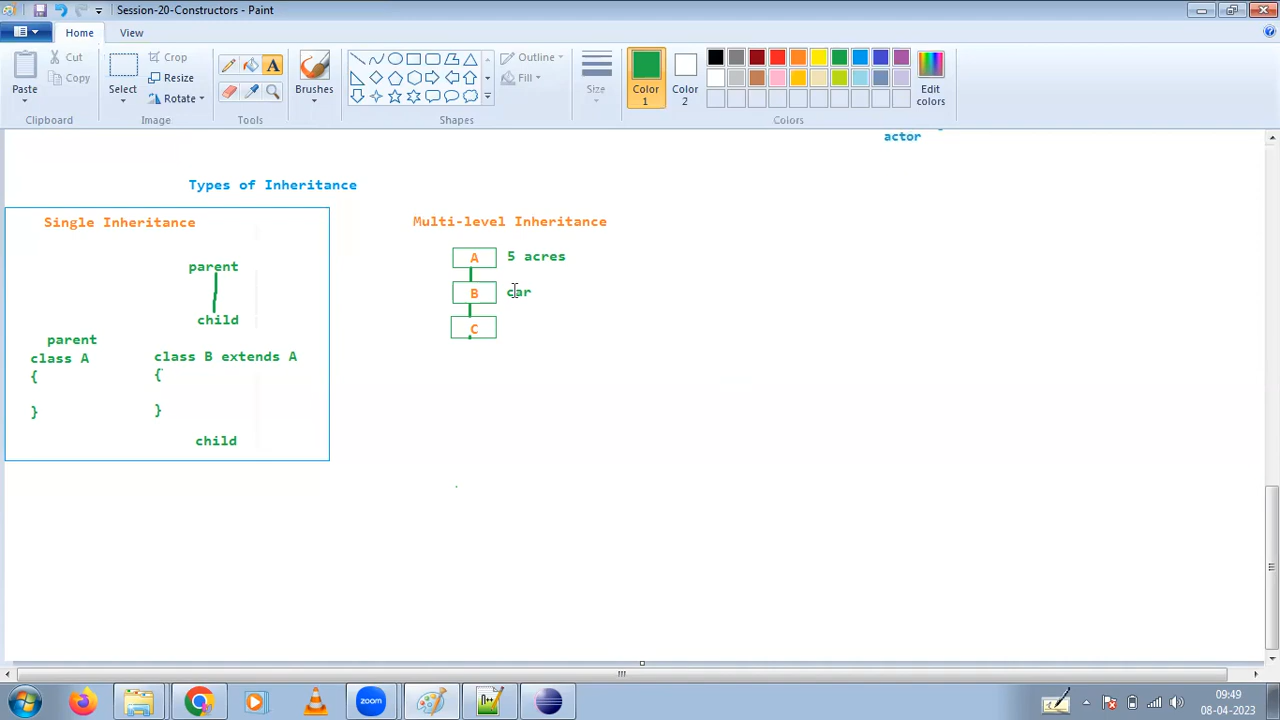 Session-20-Constructors - Paint
Home
View
Paste
Cut
Copy
Clipboard
Select
Crop
Resize
Rotate
Image
A
Tools
Brushes
Outline
Fill
Shapes
Size
Color 1
Color 2
Edit colors
Colors
actor
Types of Inheritance
Single Inheritance
parent
child
parent
class A
{
}
class B extends A
{
}
child
Multi-level Inheritance
A 5 acres
B car
C
zoom
09:49
08-04-2023